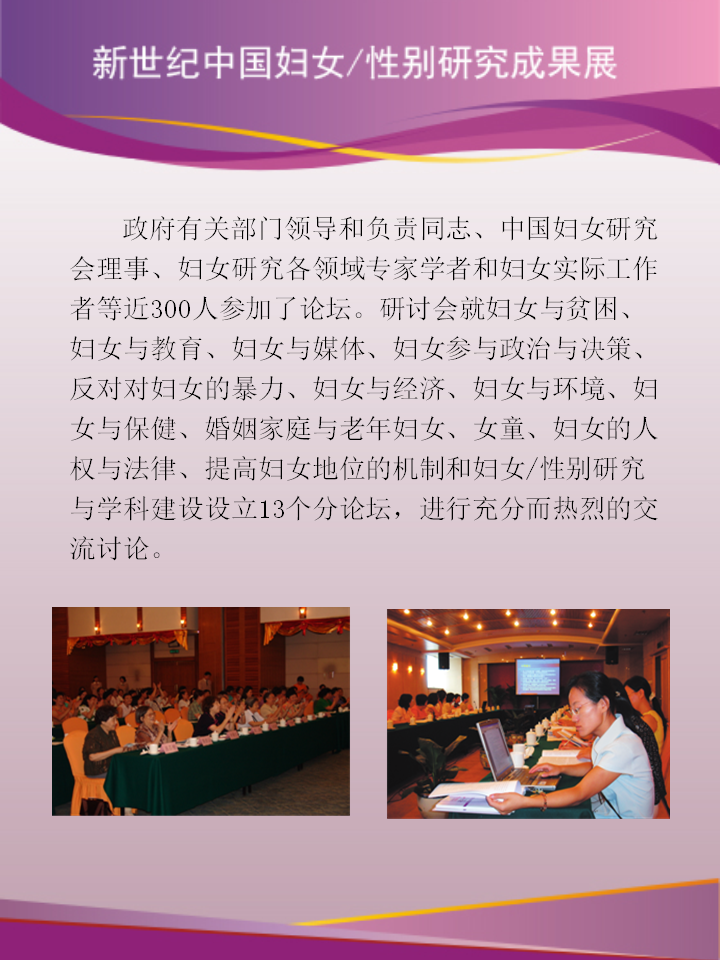 新世纪中国妇女/性别研究成果展
政府有关部门领导和负责同志、中国妇女研究
会理事、妇女研究各领域专家学者和妇女实际工作
者等近300人参加了论坛。研讨会就妇女与贫困、
妇女与教育、妇女与媒体、妇女参与政治与决策、
反对对妇女的暴力、妇女与经济、妇女与环境、妇
女与保健、婚姻家庭与老年妇女、女童、妇女的人
权与法律、提高妇女地位的机制和妇女/性别研究
与学科建设设立13个分论坛，进行充分而热烈的交
流讨论。